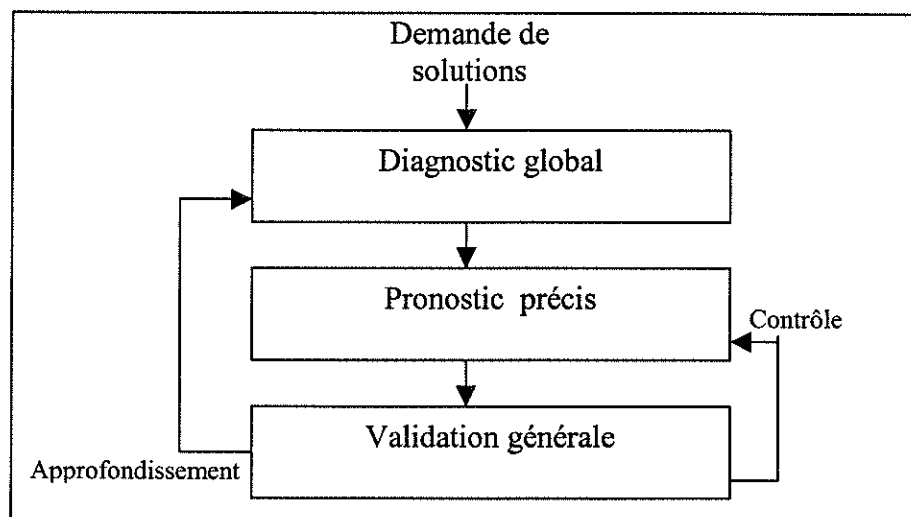 Demande de
solutions
Diagnostic global
Pronostic précis
Contrôle
Validation générale
Approfondissement